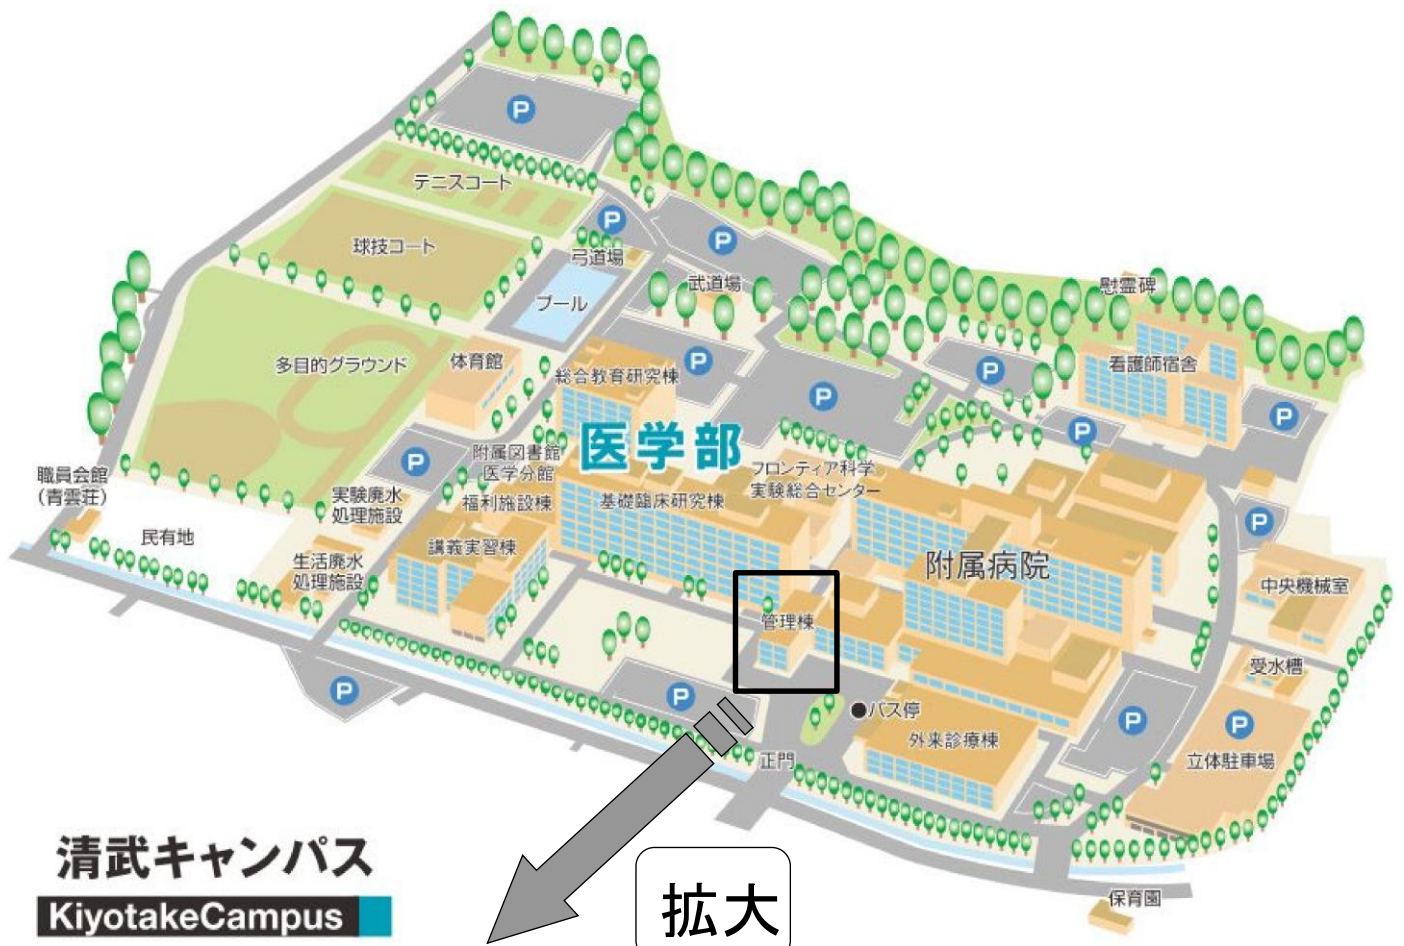 P
テニスコート
P
P
球技コート
弓道場
武道場
慰霊碑
プール
多目的グラウンド
体育館
P
総合教育研究棟
P
看護師宿舎
P
P
P
医学部
附属図書館
医学分館
P
フロンティア科学
実験総合センター
職員会館
(青雲荘)
実験廃水
処理施設
福利施設棟
基礎臨床研究棟
P
民有地
講義実習棟
附属病院
生活廃水
処理施設
中央機械室
管理棟
受水槽
P
P
●バス停
P
P
外来診療棟
正門
立体駐車場
清武キャンパス
KiyotakeCampus
拡大
保育園